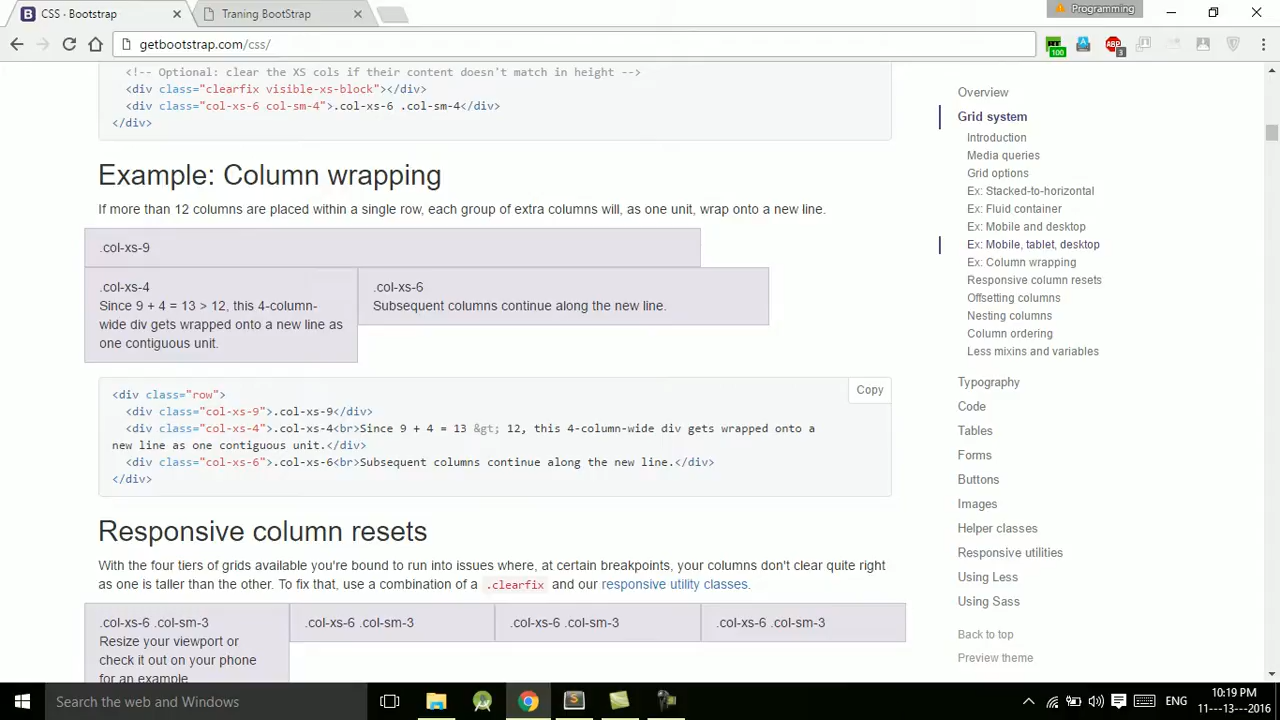 CSS · Bootstrap
Traning BootStrap
Programming
getbootstrap.com/css/
100
ABP
3
<!-- Optional: clear the XS cols if their content doesn't match in height -->
<div class="clearfix visible-xs-block"></div>
<div class="col-xs-6 col-sm-4">.col-xs-6 .col-sm-4</div>
</div>
Example: Column wrapping
If more than 12 columns are placed within a single row, each group of extra columns will, as one unit, wrap onto a new line.
.col-xs-9
.col-xs-4
Since 9 + 4 = 13 > 12, this 4-column-
wide div gets wrapped onto a new line as
one contiguous unit.
.col-xs-6
Subsequent columns continue along the new line.
Copy
<div class="row">
<div class="col-xs-9">.col-xs-9</div>
<div class="col-xs-4">.col-xs-4<br>Since 9 + 4 = 13 &gt; 12, this 4-column-wide div gets wrapped onto a
new line as one contiguous unit.</div>
<div class="col-xs-6">.col-xs-6<br>Subsequent columns continue along the new line.</div>
</div>
Responsive column resets
With the four tiers of grids available you're bound to run into issues where, at certain breakpoints, your columns don't clear quite right
as one is taller than the other. To fix that, use a combination of a .clearfix and our responsive utility classes.
.col-xs-6 .col-sm-3
Resize your viewport or
check it out on your phone
for an example.
.col-xs-6 .col-sm-3
.col-xs-6 .col-sm-3
.col-xs-6 .col-sm-3
Overview
Grid system
Introduction
Media queries
Grid options
Ex: Stacked-to-horizontal
Ex: Fluid container
Ex: Mobile and desktop
Ex: Mobile, tablet, desktop
Ex: Column wrapping
Responsive column resets
Offsetting columns
Nesting columns
Column ordering
Less mixins and variables
Typography
Code
Tables
Forms
Buttons
Images
Helper classes
Responsive utilities
Using Less
Using Sass
Back to top
Preview theme
Search the web and Windows
ENG
10:19 PM
11---13---2016